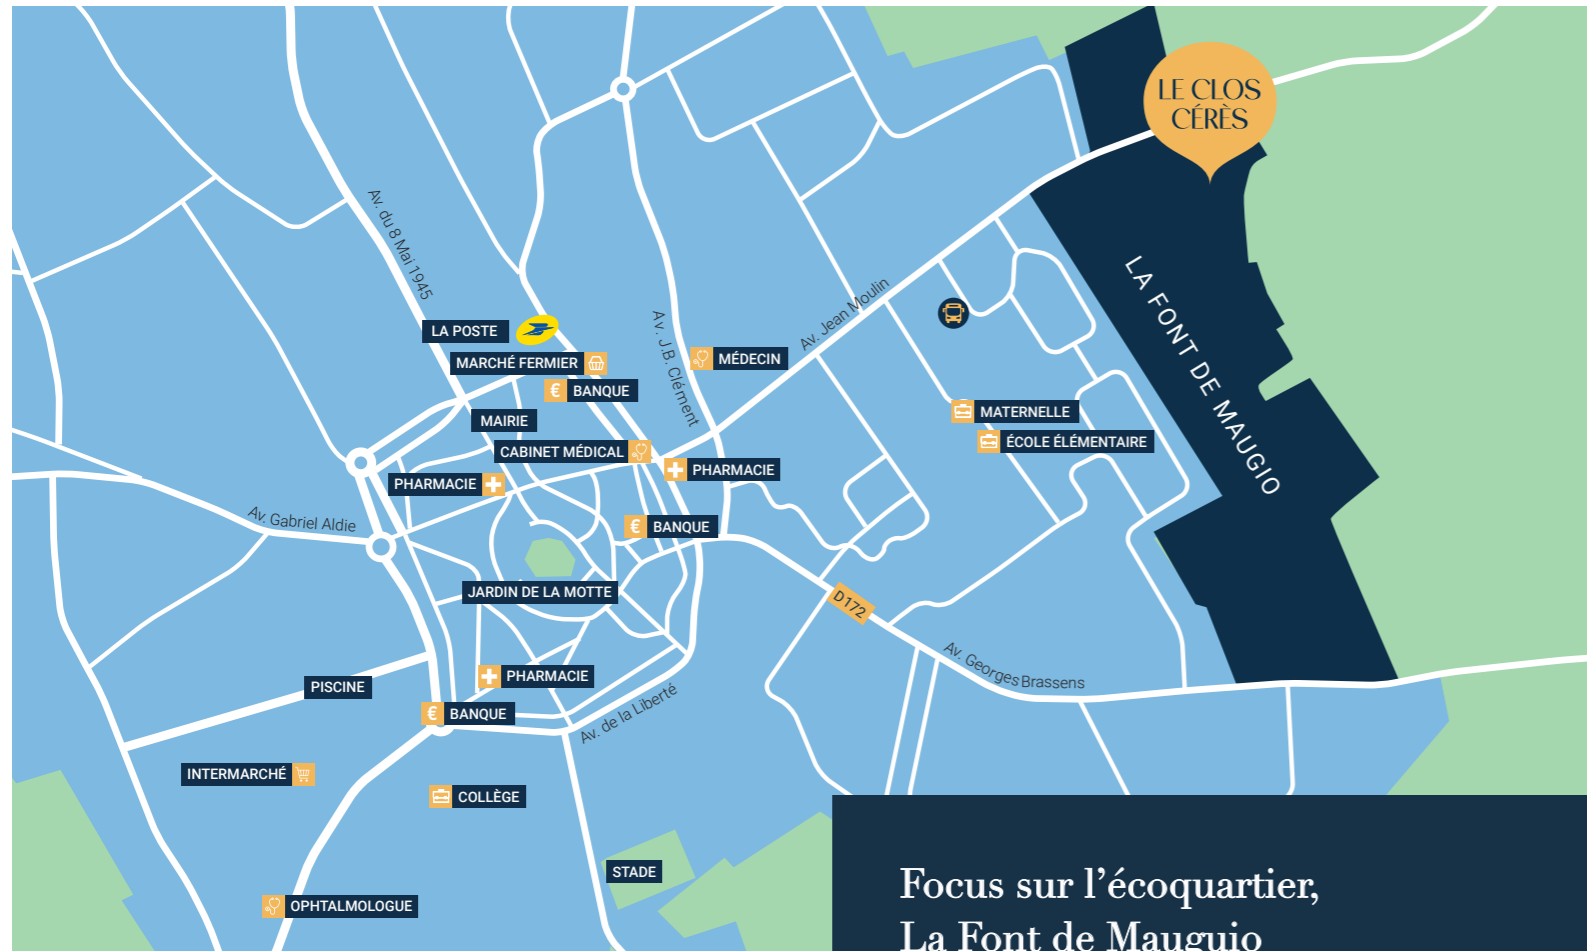 LE CLOS
CÉRÈS
Av. du 8 Mai 1945
LA FONT DE MAUGIO
Av. Jean Moulin
Av. J.B. Clément
LA POSTE
MARCHÉ FERMIER
MÉDECIN
€ BANQUE
MAIRIE
MATERNELLE
ÉCOLE ÉLÉMENTAIRE
CABINET MÉDICAL
PHARMACIE
PHARMACIE
Av. Gabriel Aldie
€ BANQUE
JARDIN DE LA MOTTE
D172
Av. Georges Brassens
PHARMACIE
PISCINE
€ BANQUE
Av. de la Liberté
INTERMARCHÉ
COLLÈGE
STADE
OPHTALMOLOGUE
Focus sur l’écoquartier,
La Font de Mauguio